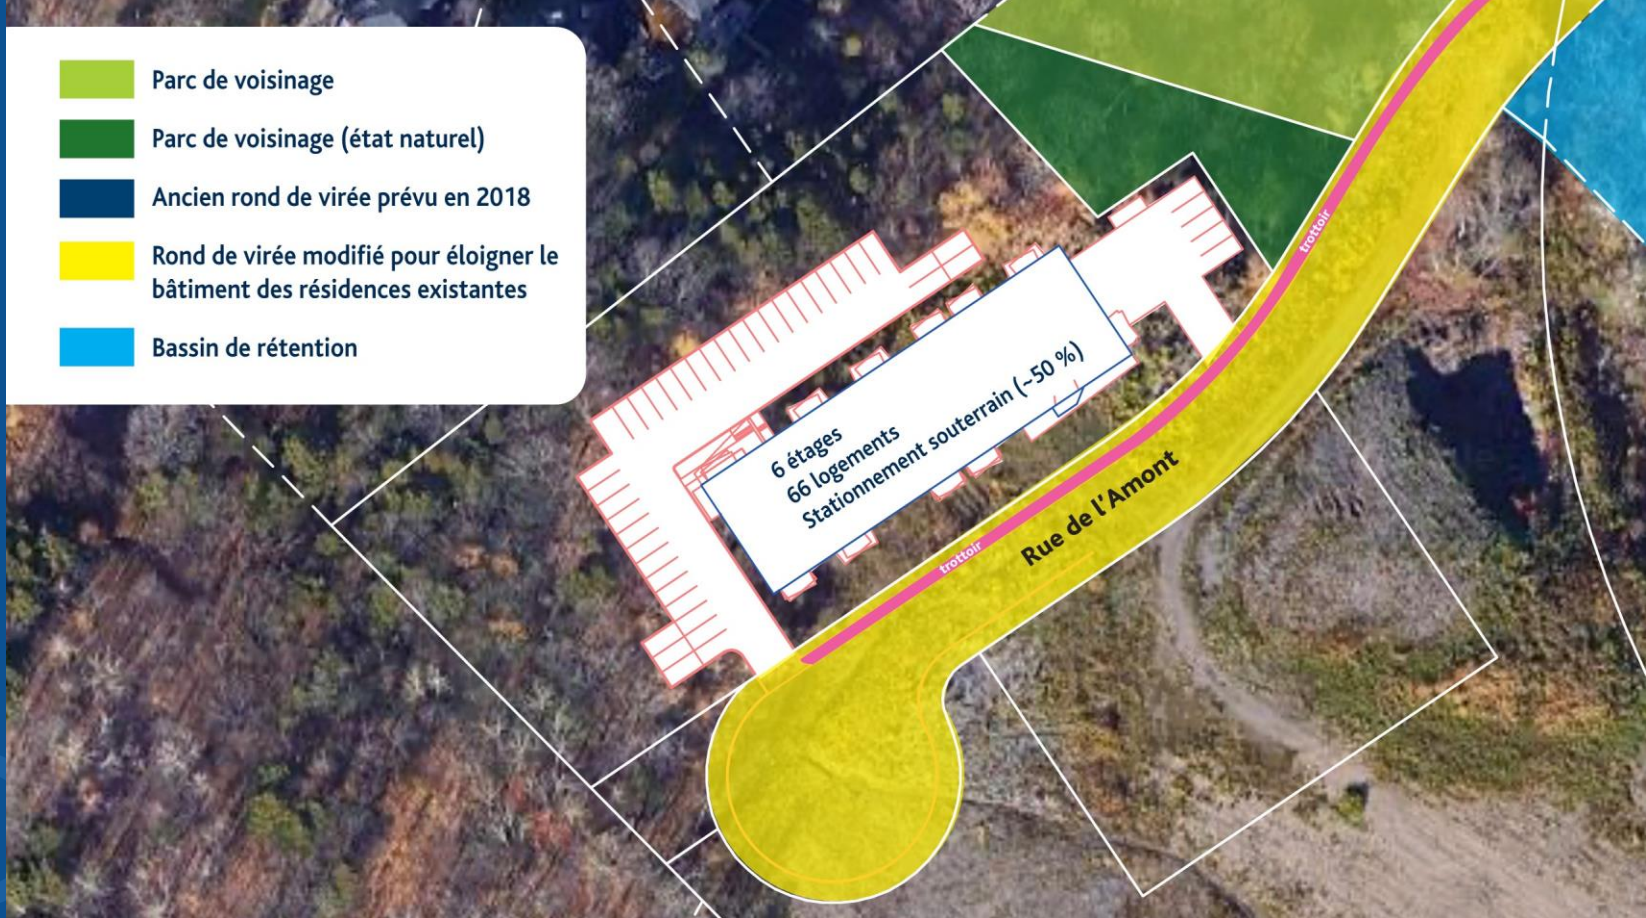 Parc de voisinage
Parc de voisinage (état naturel)
Ancien rond de virée prévu en 2018
Rond de virée modifié pour éloigner le
bâtiment des résidences existantes
Bassin de rétention
trottoir
6 étages
66 logements
Stationnement souterrain (~50 %)
trottoir
Rue de l'Amont